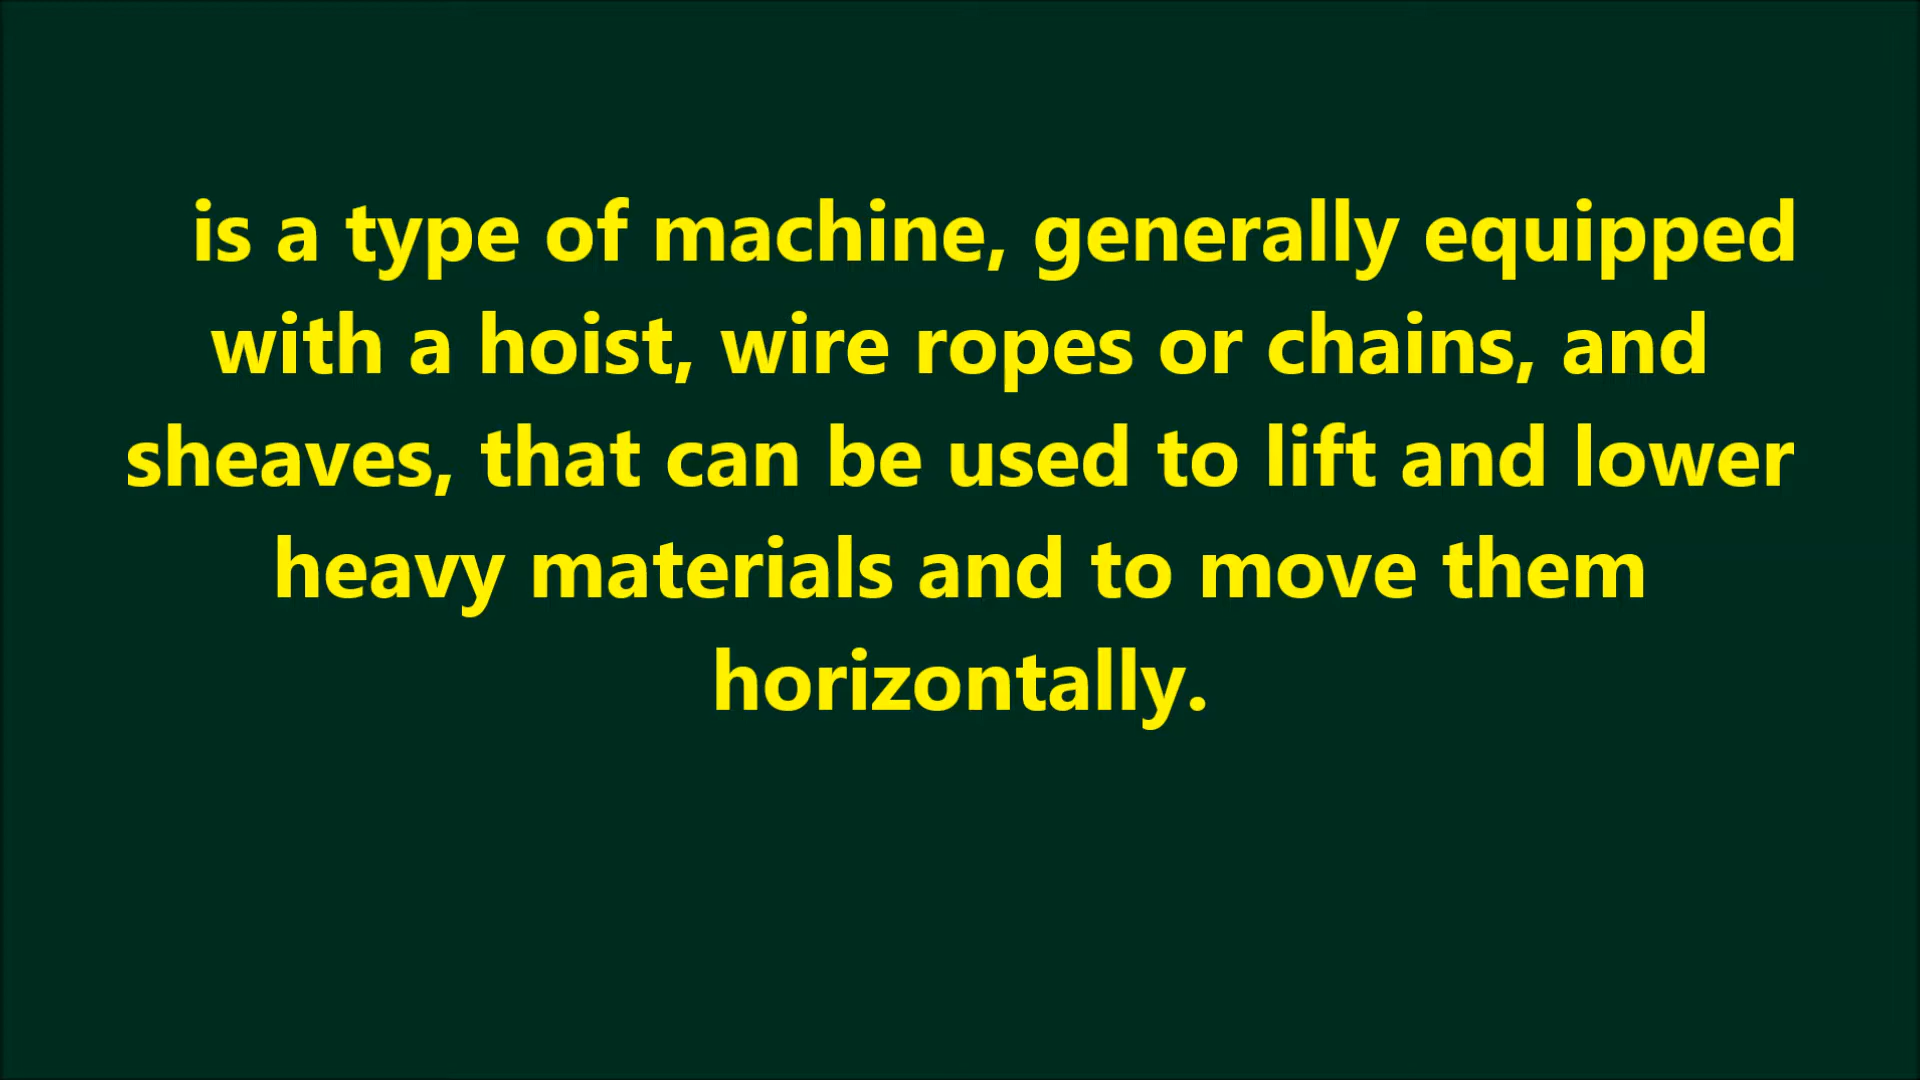 is a type of machine, generally equipped
with a hoist, wire ropes or chains, and
sheaves, that can be used to lift and lower
heavy materials and to move them
horizontally.